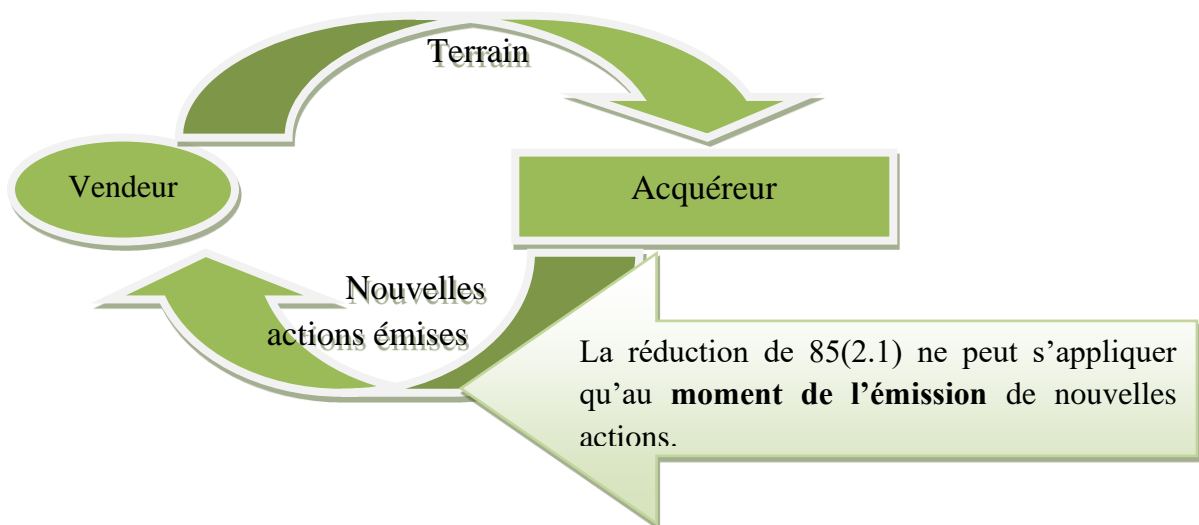 Terrain
Vendeur
Acquéreur
Nouvelles
actions émises
La réduction de 85(2.1) ne peut s’appliquer
qu’au moment de l’émission de nouvelles
actions.